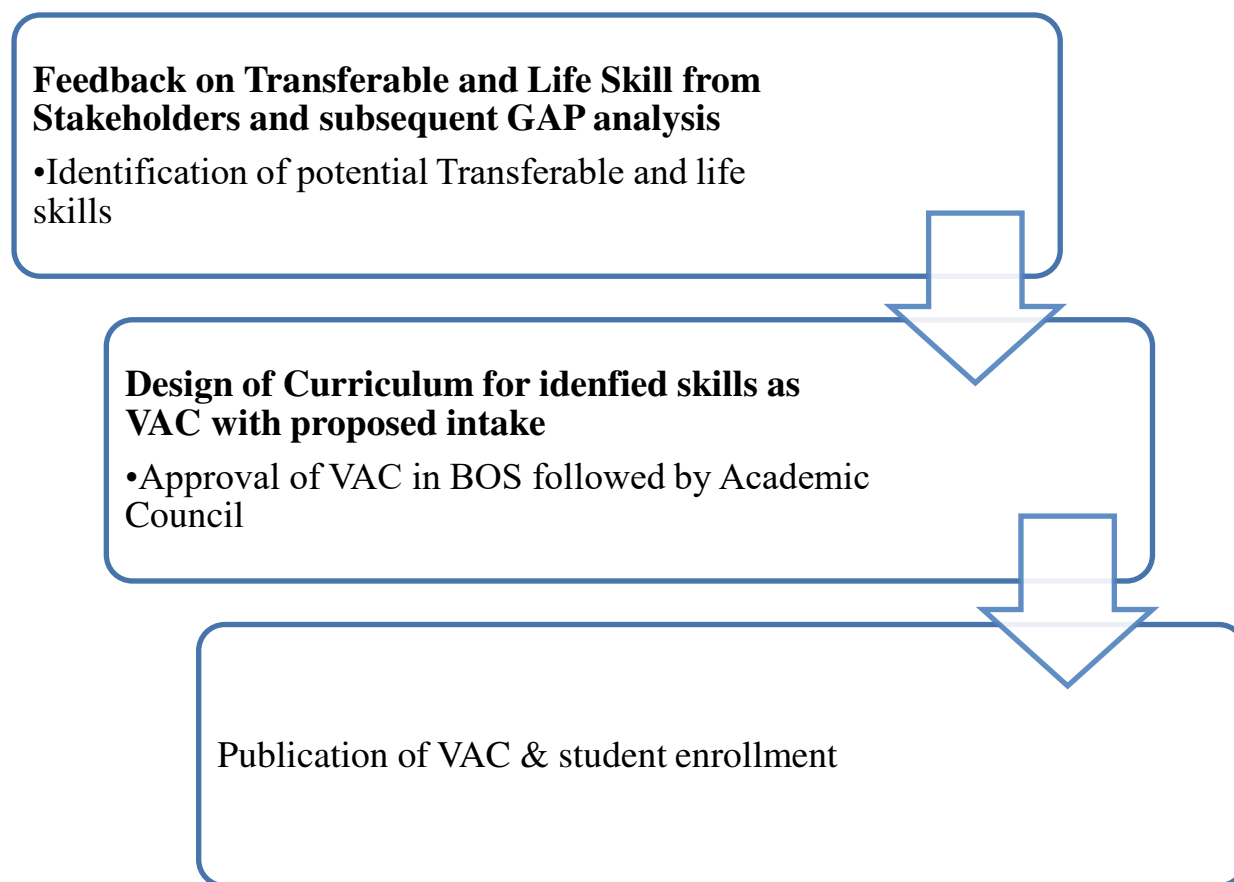 Feedback on Transferable and Life Skill from
Stakeholders and subsequent GAP analysis
•Identification of potential Transferable and life
skills
Design of Curriculum for idenfied skills as
VAC with proposed intake
•Approval of VAC in BOS followed by Academic
Council
Publication of VAC & student enrollment